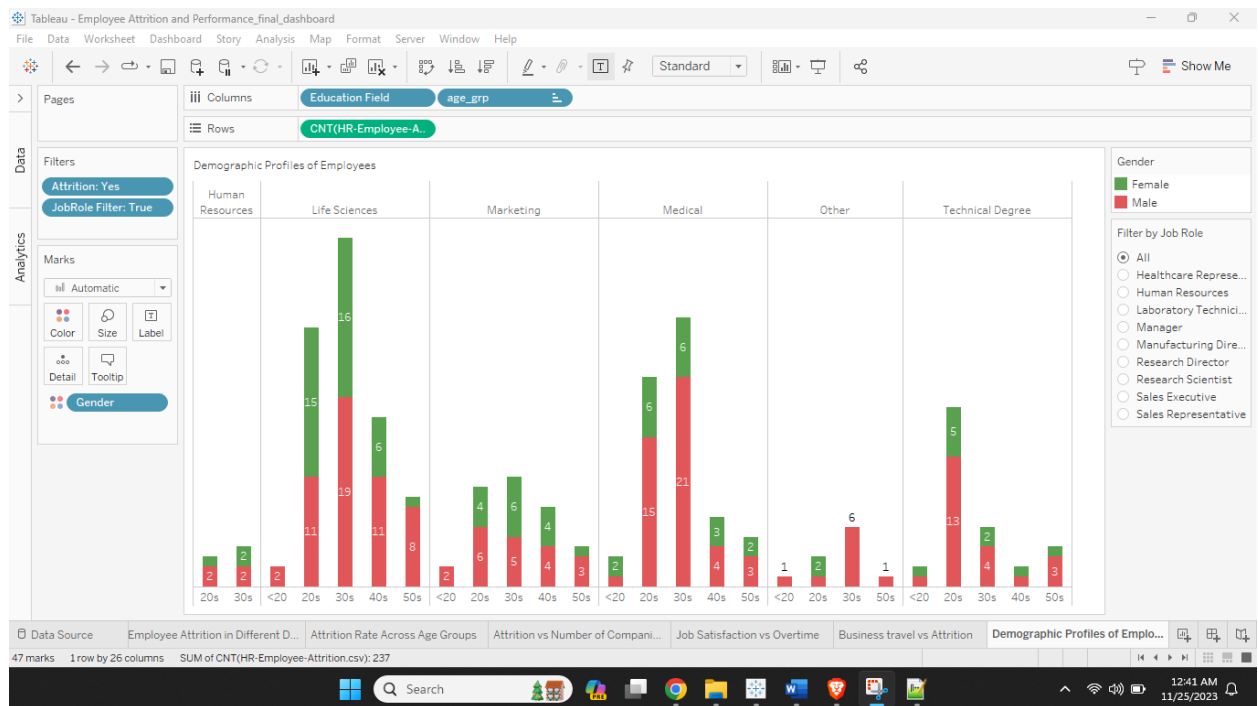 Tableau - Employee Attrition and Performance_final_dashboard
File Data Worksheet Dashboard Story Analysis Map Format Server Window Help
Standard
Show Me
Pages
Columns
Education Field
age_grp
Rows
CNT(HR-Employee-A..
Data
Analytics
Filters
Attrition: Yes
JobRole Filter: True
Marks
Automatic
Color Size Label
Detail Tooltip
Gender
Demographic Profiles of Employees
Human Resources Life Sciences Marketing Medical Other Technical Degree
16
15
19
11
6
11
8
2
2
2
2
4
6
6
5
4
4
3
2
6
15
6
21
3
4
2
3
2
1
2
6
1
5
13
2
4
3
20s 30s <20 20s 30s 40s 50s <20 20s 30s 40s 50s <20 20s 30s 40s 50s <20 20s 30s 50s <20 20s 30s 40s 50s
Gender
Female
Male
Filter by Job Role
All
Healthcare Represe...
Human Resources
Laboratory Technici...
Manager
Manufacturing Dire...
Research Director
Research Scientist
Sales Executive
Sales Representative
Data Source Employee Attrition in Different D... Attrition Rate Across Age Groups Attrition vs Number of Compani... Job Satisfaction vs Overtime Business travel vs Attrition Demographic Profiles of Emplo...
47 marks 1 row by 26 columns SUM of CNT(HR-Employee-Attrition.csv): 237
Search
12:41 AM
11/25/2023